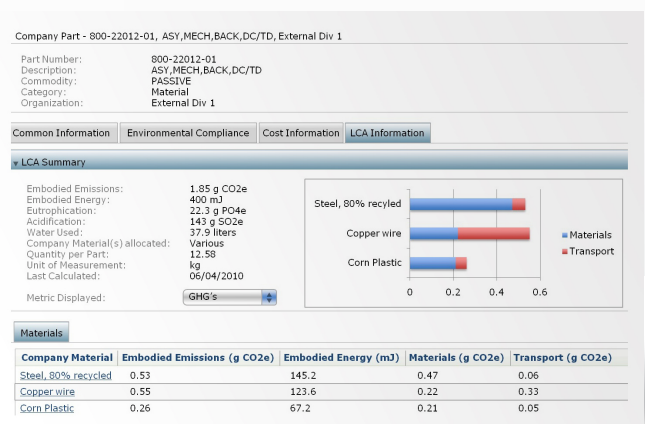 Company Part - 800-22012-01, ASY,MECH,BACK,DC/TD, External Div 1
Part Number: 800-22012-01
Description: ASY,MECH,BACK,DC/TD
Commodity: PASSIVE
Category: Material
Organization: External Div 1
Common Information Environmental Compliance Cost Information LCA Information
LCA Summary
Embodied Emissions: 1.85 g CO2e
Embodied Energy: 400 mJ
Eutrophication: 22.3 g PO4e
Acidification: 143 g SO2e
Water Used: 37.9 liters
Company Material(s) allocated: Various
Quantity per Part: 12.58
Unit of Measurement: kg
Last Calculated: 06/04/2010
Metric Displayed: GHG's
Steel, 80% recyled
Copper wire
Corn Plastic
0 0.2 0.4 0.6
Materials
Transport
Materials
Company Material Embodied Emissions (g CO2e) Embodied Energy (mJ) Materials (g CO2e) Transport (g CO2e)
Steel, 80% recycled 0.53 145.2 0.47 0.06
Copper wire 0.55 123.6 0.22 0.33
Corn Plastic 0.26 67.2 0.21 0.05